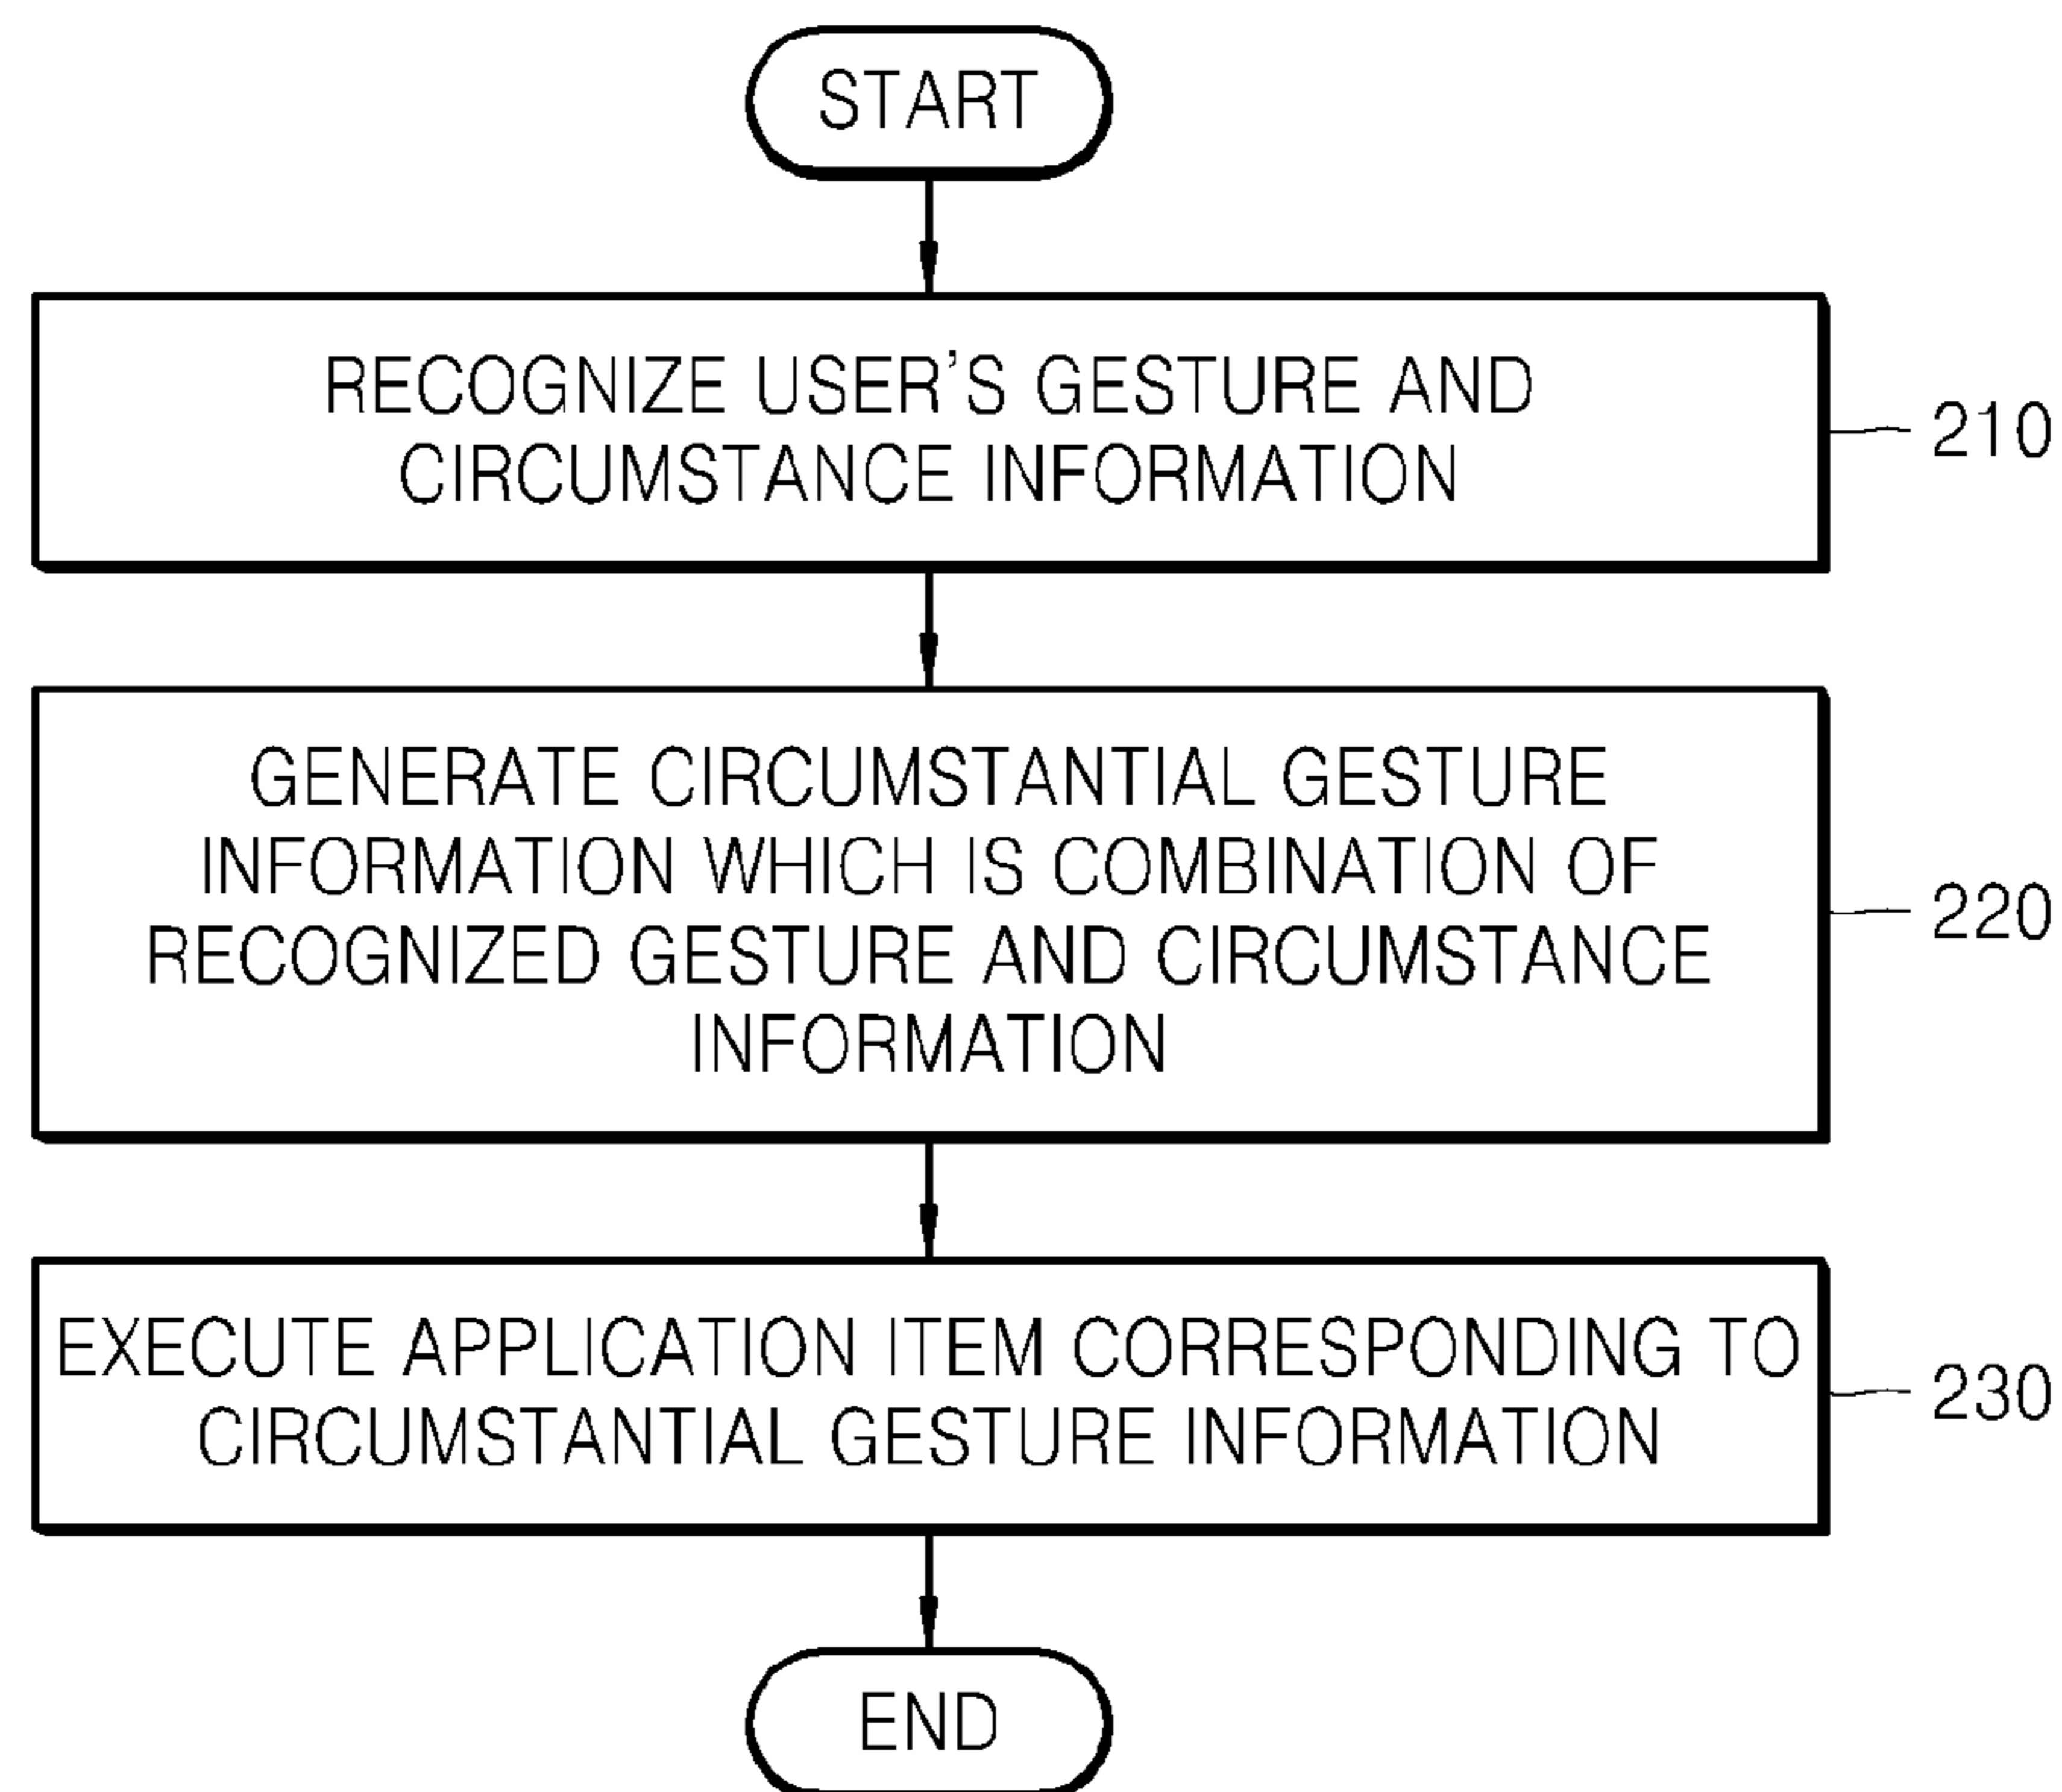 START
RECOGNIZE USER'S GESTURE AND
CIRCUMSTANCE INFORMATION
210
GENERATE CIRCUMSTANTIAL GESTURE
INFORMATION WHICH IS COMBINATION OF
RECOGNIZED GESTURE AND CIRCUMSTANCE
INFORMATION
220
EXECUTE APPLICATION ITEM CORRESPONDING TO
CIRCUMSTANTIAL GESTURE INFORMATION
230
END